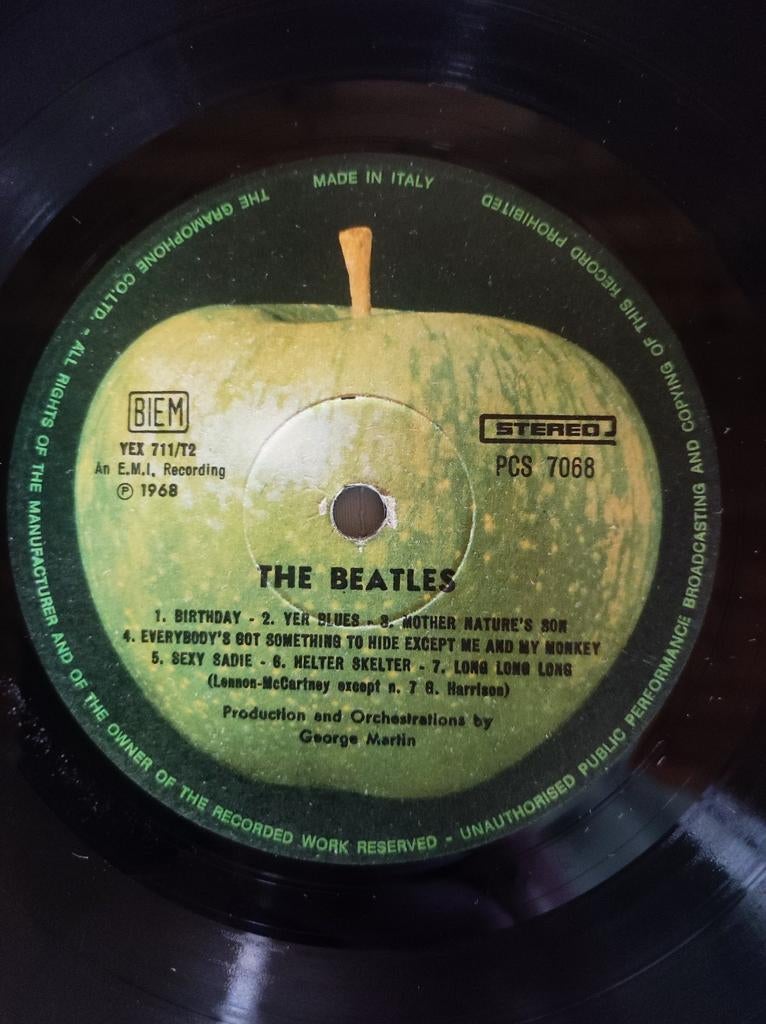 MADE IN ITALY
THE GRAMOPHONE CO. LTD. - ALL RIGHTS OF THE MANUFACTURER AND OF THE OWNER OF THE RECORDED WORK RESERVED - UNAUTHORISED PUBLIC PERFORMANCE BROADCASTING AND COPYING OF THIS RECORD PROHIBITED
BIEM
YEX 711/T2
An E.M.I. Recording
℗ 1968
STEREO
PCS 7068
THE BEATLES
1. BIRTHDAY - 2. YER BLUES - 3. MOTHER NATURE'S SON
4. EVERYBODY'S GOT SOMETHING TO HIDE EXCEPT ME AND MY MONKEY
5. SEXY SADIE - 6. HELTER SKELTER - 7. LONG LONG LONG
(Lennon-McCartney except n. 7 G. Harrison)
Production and Orchestrations by
George Martin